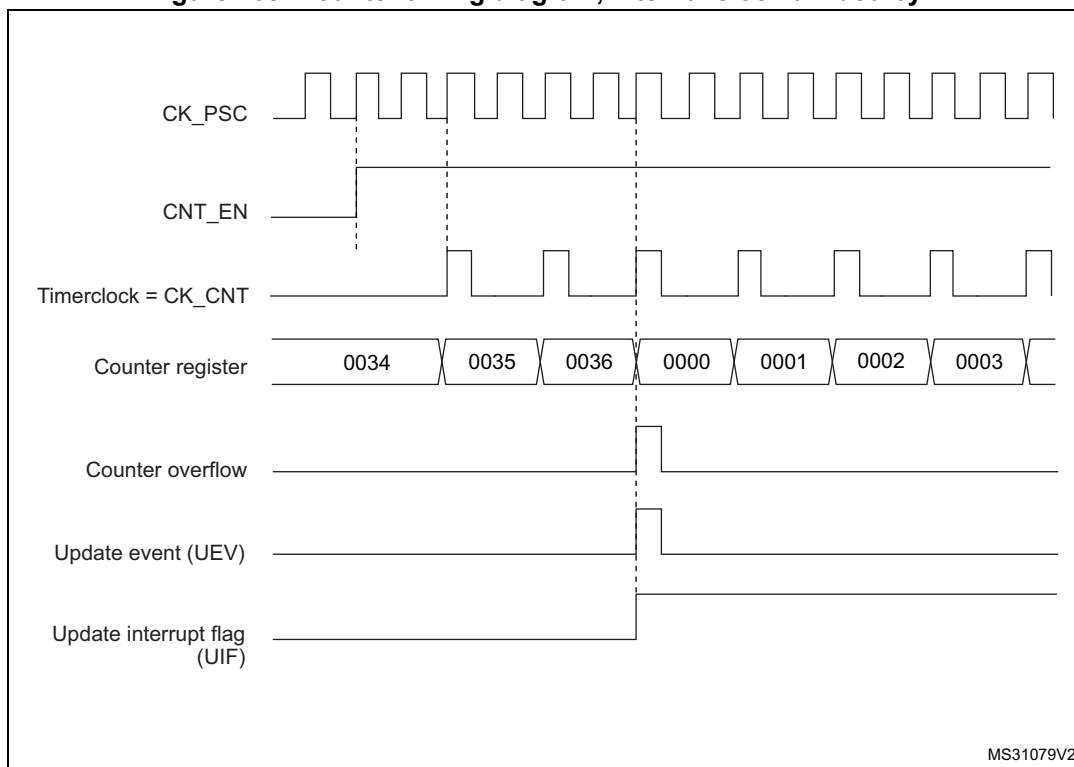 CK_PSC
CNT_EN
Timerclock = CK_CNT
Counter register
0034 0035 0036 0000 0001 0002 0003
Counter overflow
Update event (UEV)
Update interrupt flag
(UIF)
MS31079V2